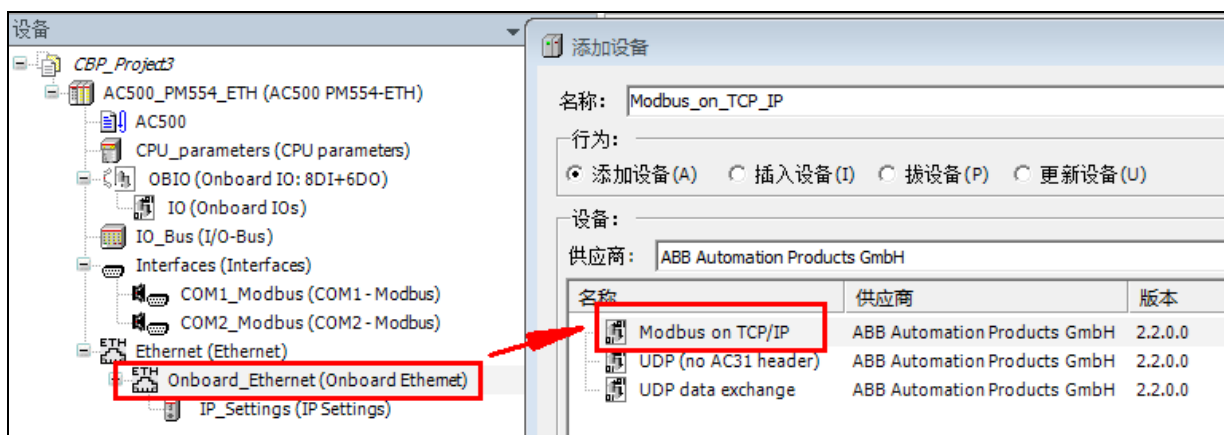 设备
CBP_Project3
AC500_PM554_ETH (AC500 PM554-ETH)
AC500
CPU_parameters (CPU parameters)
OBIO (Onboard IO: 8DI+6DO)
IO (Onboard IOs)
IO_Bus (I/O-Bus)
Interfaces (Interfaces)
COM1_Modbus (COM1 - Modbus)
COM2_Modbus (COM2 - Modbus)
ETH
Ethernet (Ethernet)
ETH
Onboard_Ethernet (Onboard Ethernet)
IP_Settings (IP Settings)
添加设备
名称: Modbus_on_TCP_IP
行为:
添加设备(A) 插入设备(I) 拔设备(P) 更新设备(U)
设备:
供应商: ABB Automation Products GmbH
名称 供应商 版本
Modbus on TCP/IP ABB Automation Products GmbH 2.2.0.0
UDP (no AC31 header) ABB Automation Products GmbH 2.2.0.0
UDP data exchange ABB Automation Products GmbH 2.2.0.0